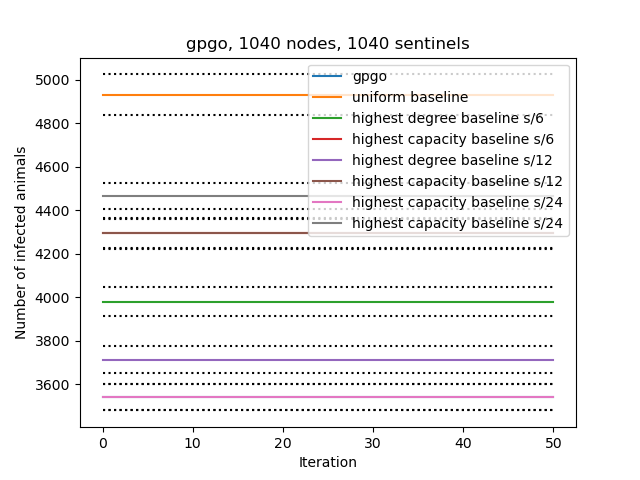 gpgo, 1040 nodes, 1040 sentinels
Number of infected animals
5000
4800
4600
4400
4200
4000
3800
3600
gpgo
uniform baseline
highest degree baseline s/6
highest capacity baseline s/6
highest degree baseline s/12
highest capacity baseline s/12
highest capacity baseline s/24
highest capacity baseline s/24
0 10 20 30 40 50
Iteration